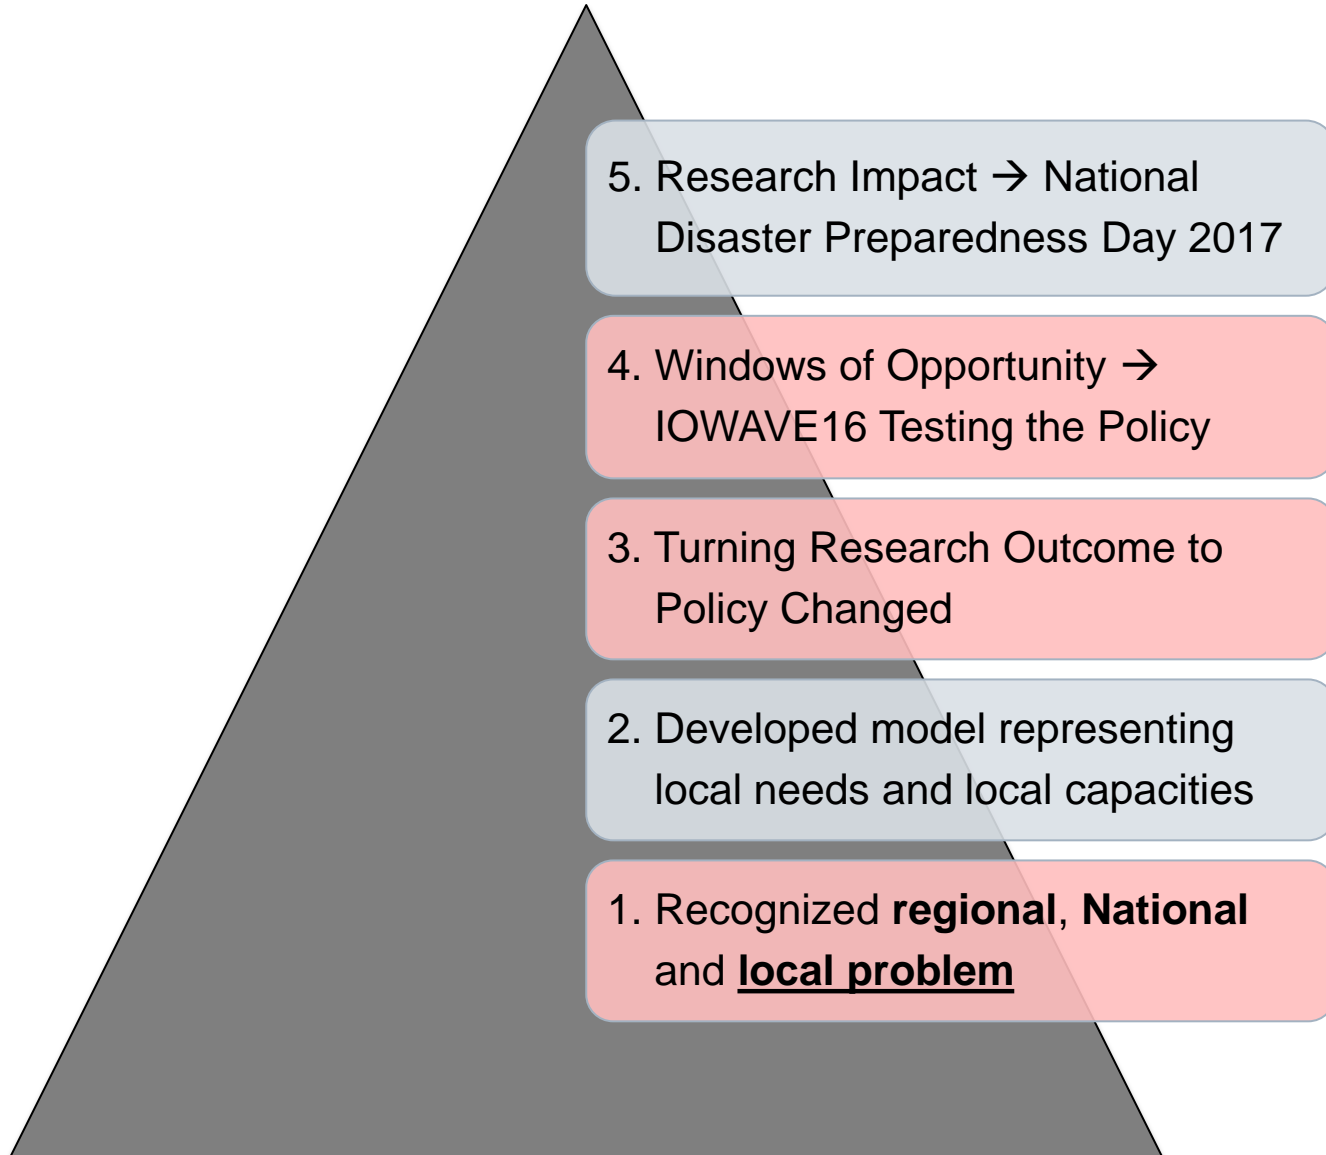 5. Research Impact → National
Disaster Preparedness Day 2017
4. Windows of Opportunity →
IOWAVE16 Testing the Policy
3. Turning Research Outcome to
Policy Changed
2. Developed model representing
local needs and local capacities
1. Recognized regional, National
and local problem